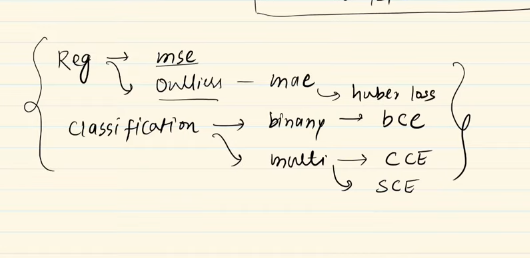 Reg → mse
outliers — mae
↳ huber loss
Classification → binary → bce
multi → CCE
↳ SCE